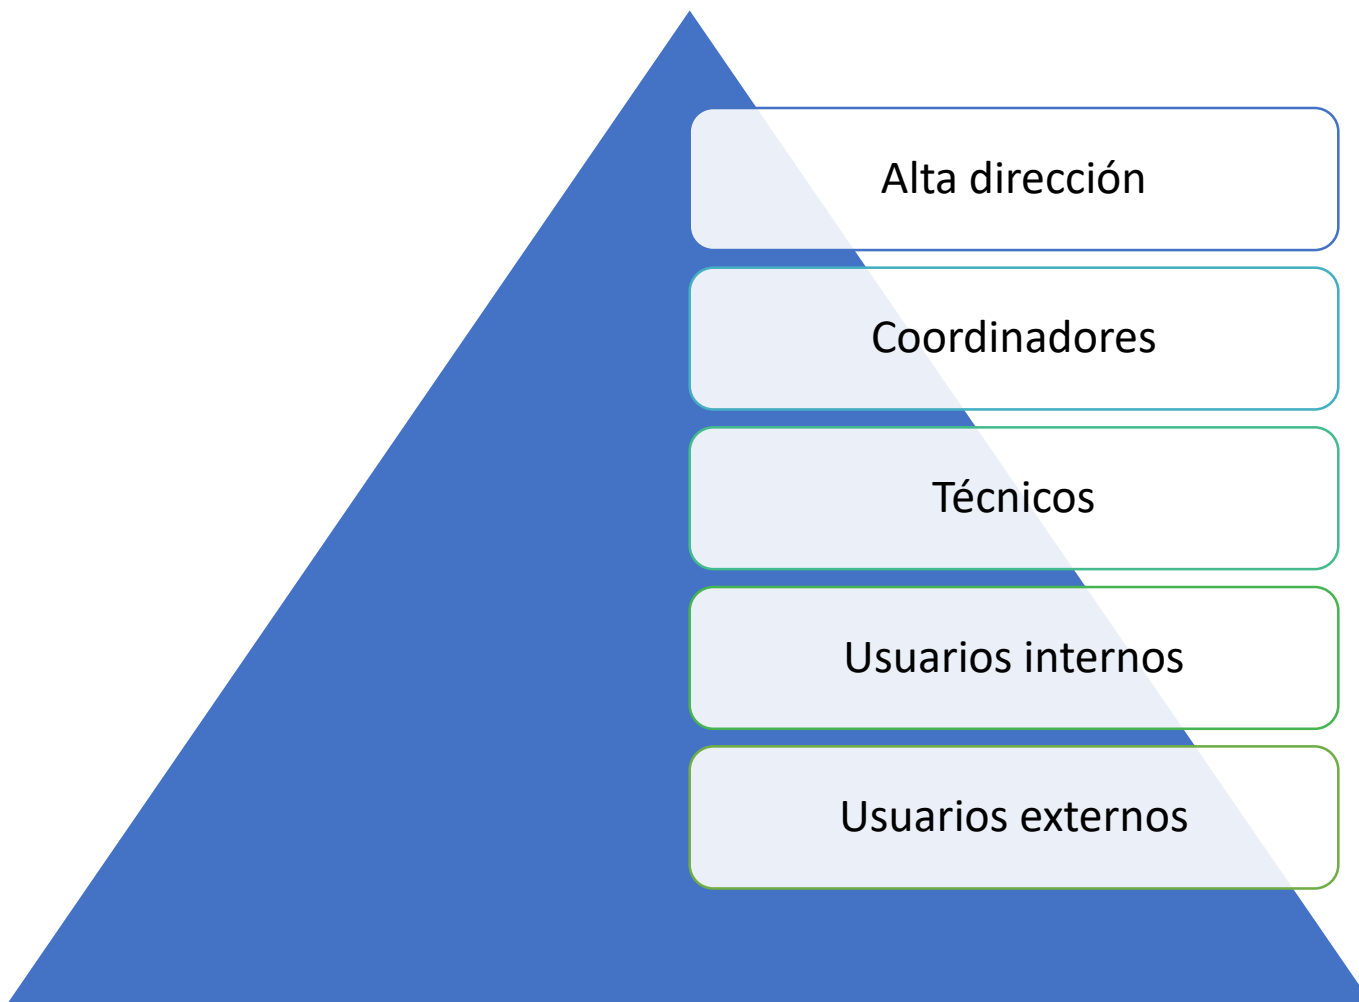 Alta dirección
Coordinadores
Técnicos
Usuarios internos
Usuarios externos